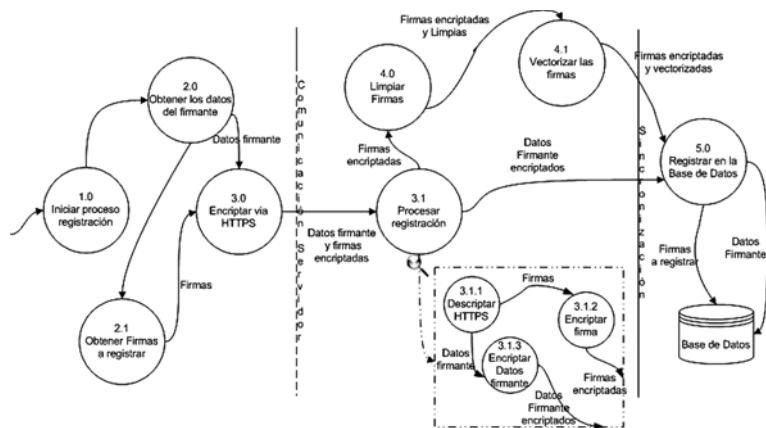 Firmas encriptadas
y Limpias
4.1
Vectorizar las
firmas
Firmas encriptadas
y vectorizadas
4.0
Limpiar
Firmas
2.0
Obtener los datos
del firmante
Datos firmante
Firmas
encriptadas
Datos
Firmante
encriptados
5.0
Registrar en la
Base de Datos
1.0
Iniciar proceso
registración
3.0
Encriptar via
HTTPS
3.1
Procesar
registración
Comunicación Servidor
Sincronización
Datos firmante
y firmas
encriptadas
Firmas
a registrar
Datos
Firmante
Firmas
2.1
Obtener Firmas
a registrar
3.1.1
Descriptar
HTTPS
Firmas
3.1.2
Encriptar
firma
3.1.3
Encriptar
Datos
firmante
Datos
firmante
Firmas
encriptadas
Datos
Firmante
encriptados
Base de Datos